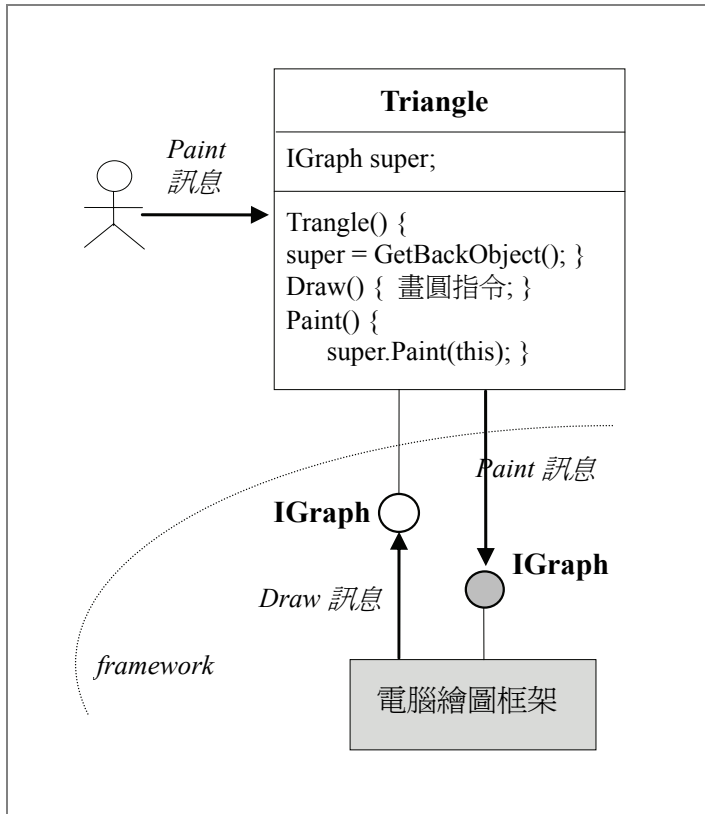 Triangle
Paint
訊息
IGraph super;
Trangle() {
super = GetBackObject(); }
Draw() { 畫圓指令; }
Paint() {
super.Paint(this); }
Paint 訊息
IGraph
IGraph
Draw 訊息
framework
電腦繪圖框架